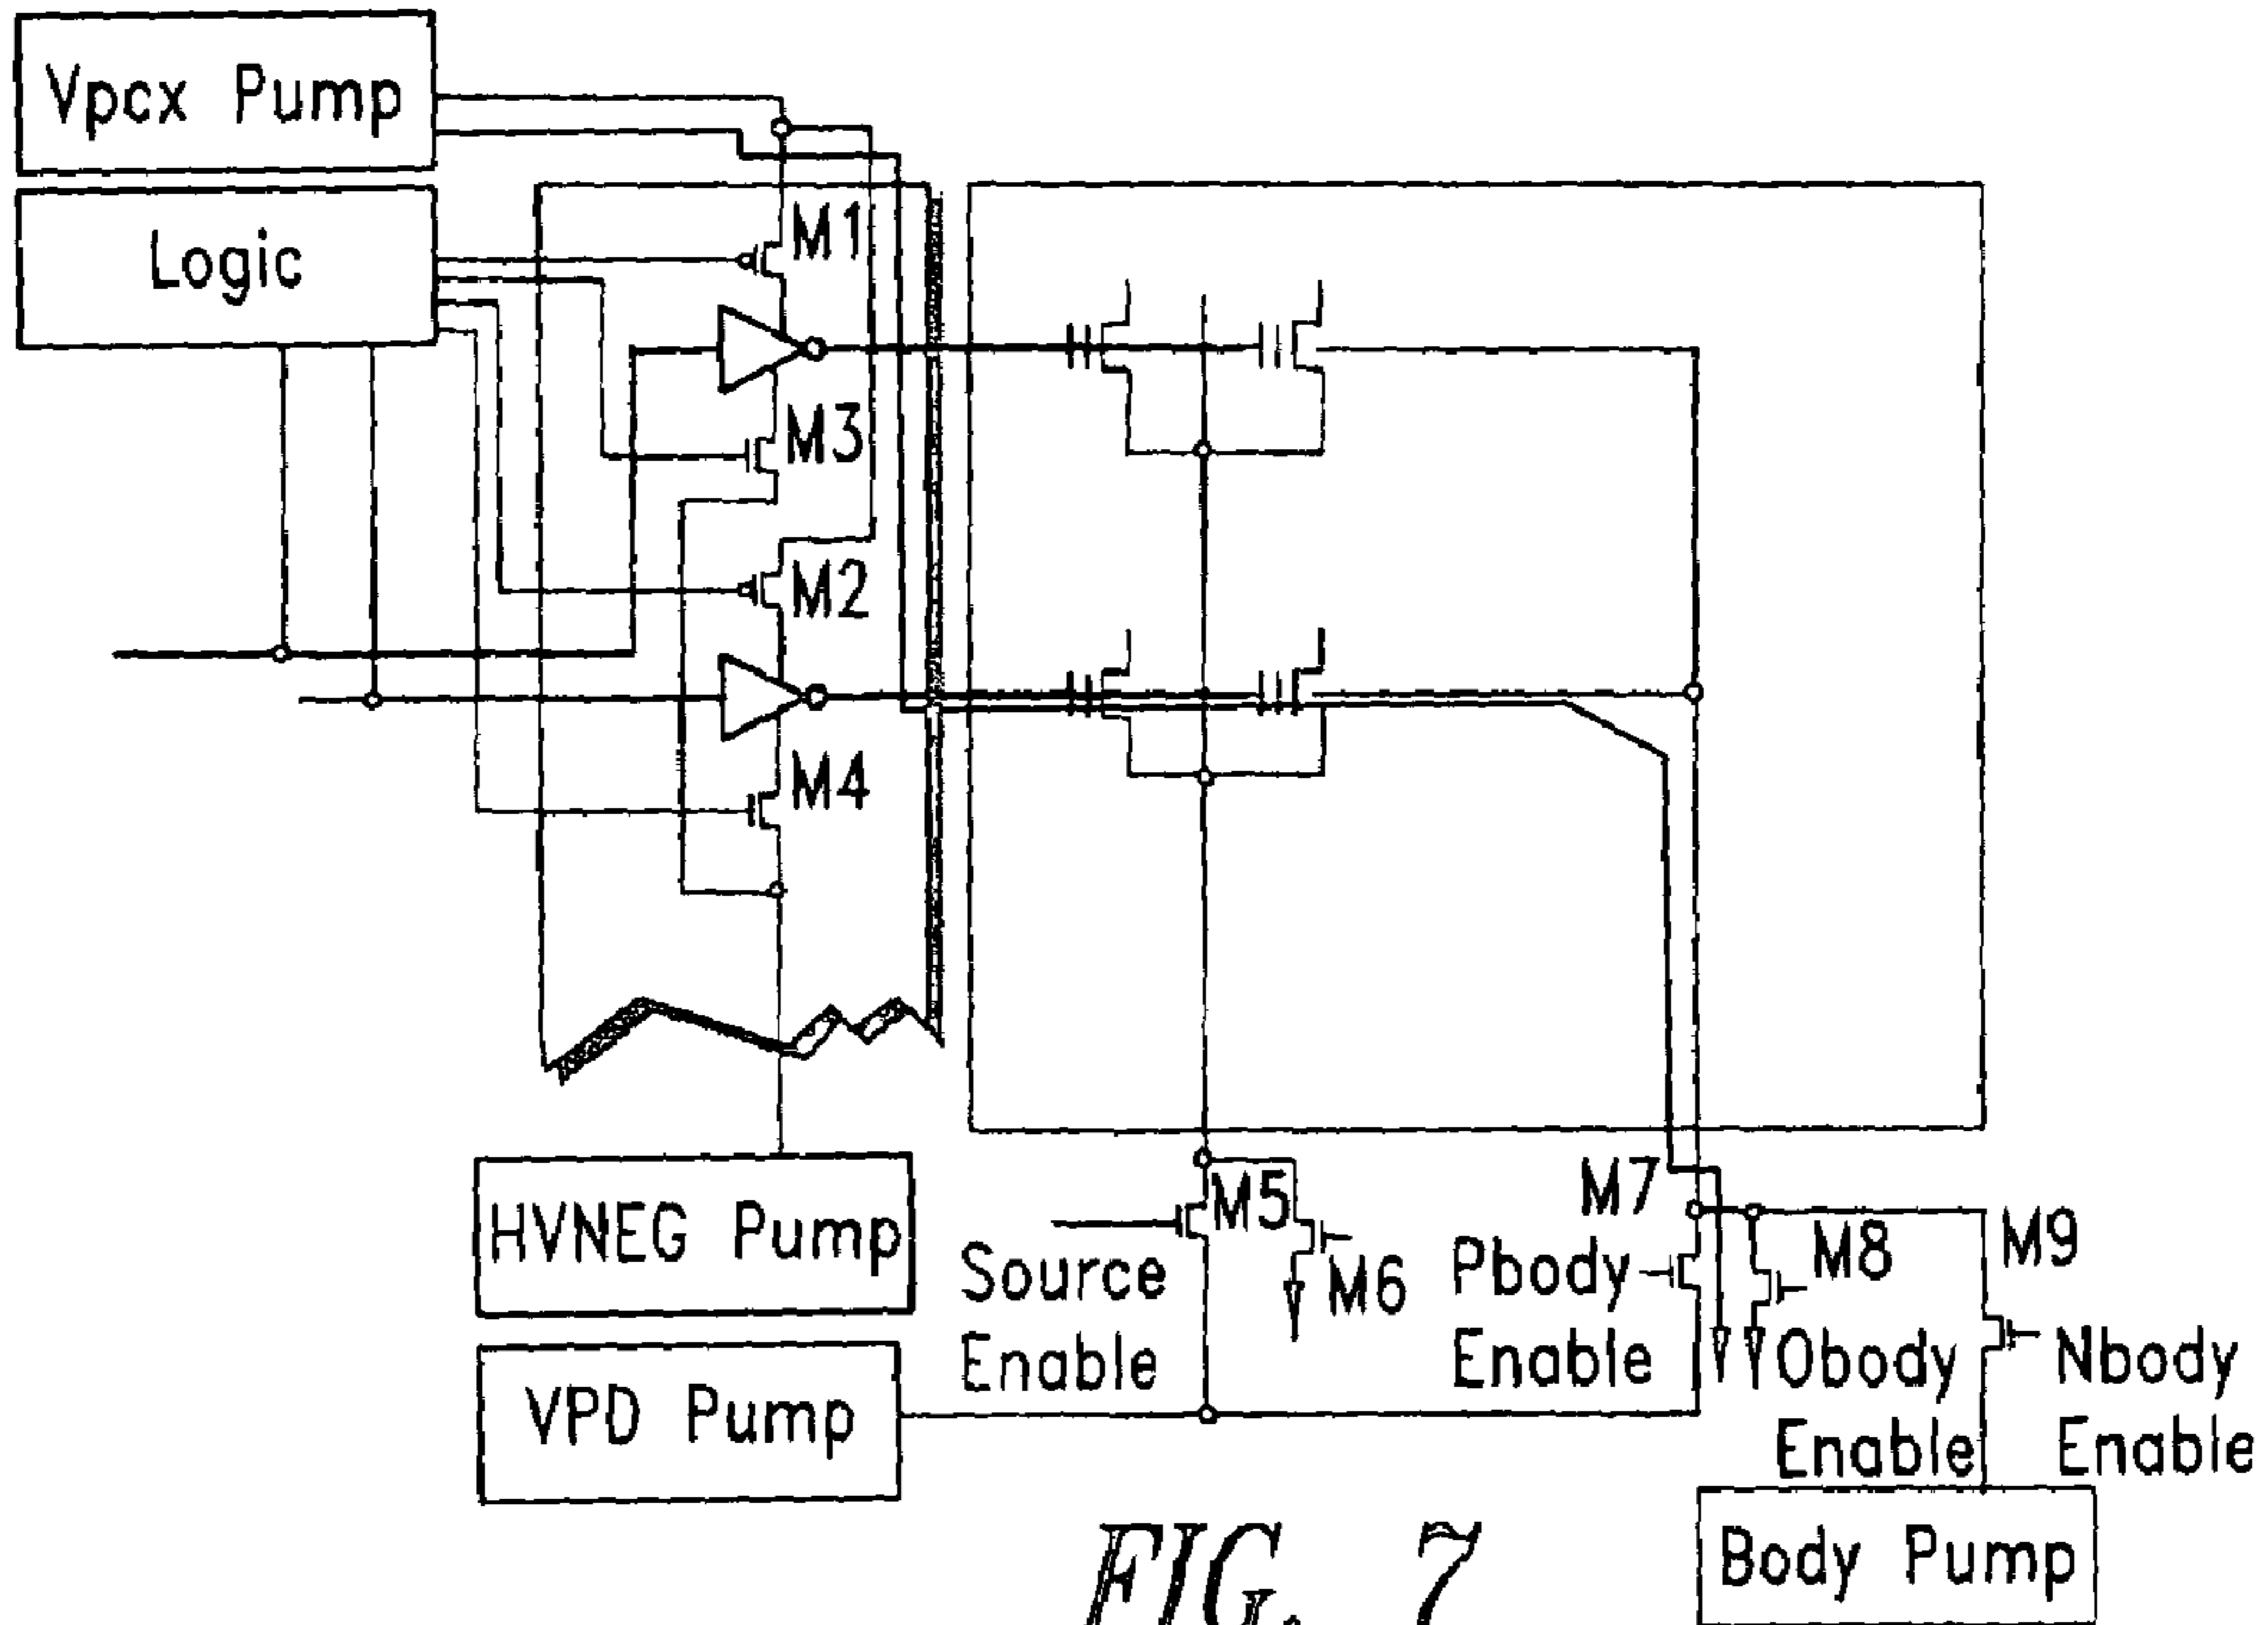 Vpcx Pump
Logic
M1
M3
M2
M4
HVNEG Pump
VPD Pump
M5
Source
Enable
M6
M7
Pbody
Enable
M8
Obody
Enable
M9
Nbody
Enable
Body Pump
FIG. 7